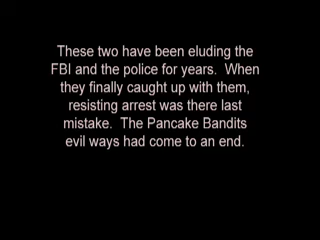 These two have been eluding the
FBI and the police for years.  When
they finally caught up with them,
resisting arrest was there last
mistake.  The Pancake Bandits
evil ways had come to an end.